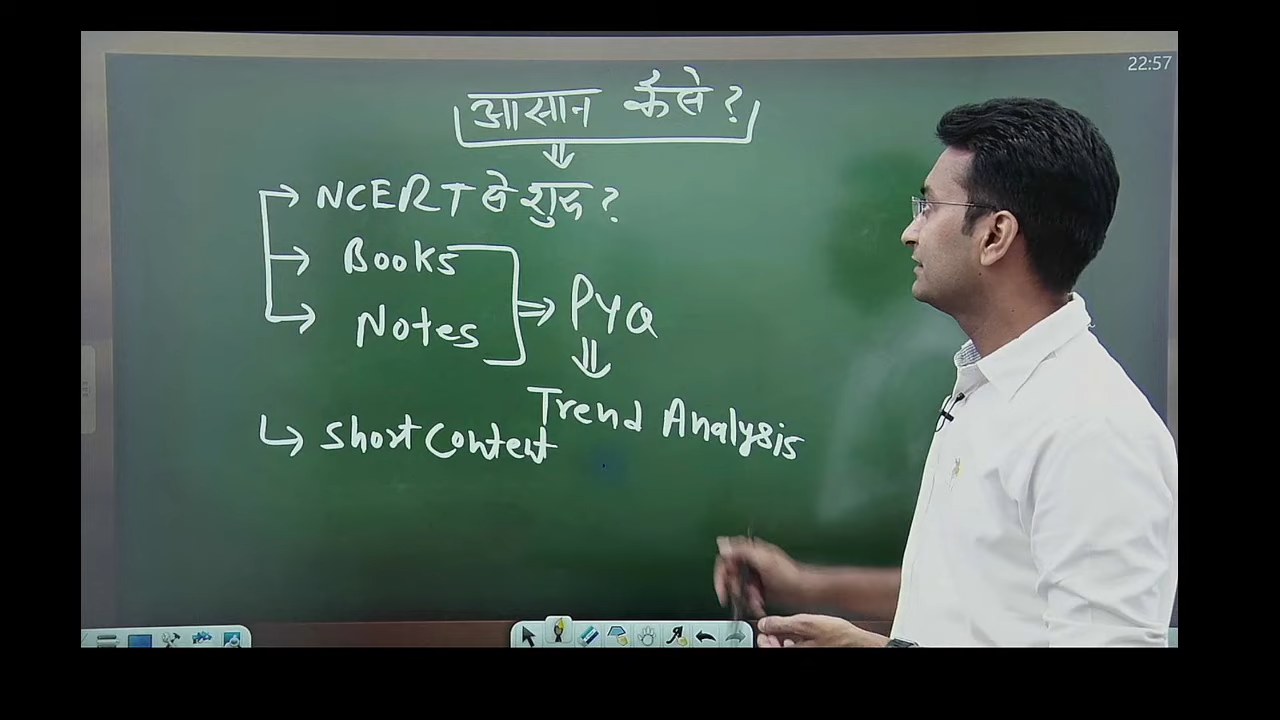 22:57
आसान कैसे?
NCERT से शुरू?
Books
Notes
PYQ
Trend Analysis
Short Content